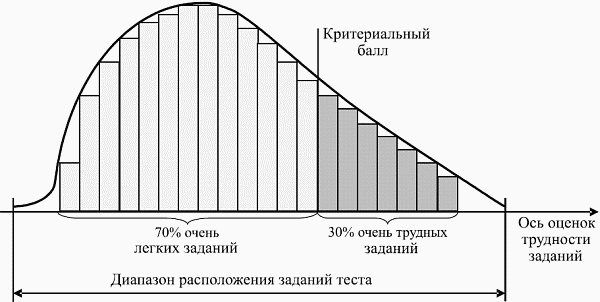 Критериальный
балл
70% очень
легких заданий
30% очень трудных
заданий
Ось оценок
трудности
заданий
Диапазон расположения заданий теста